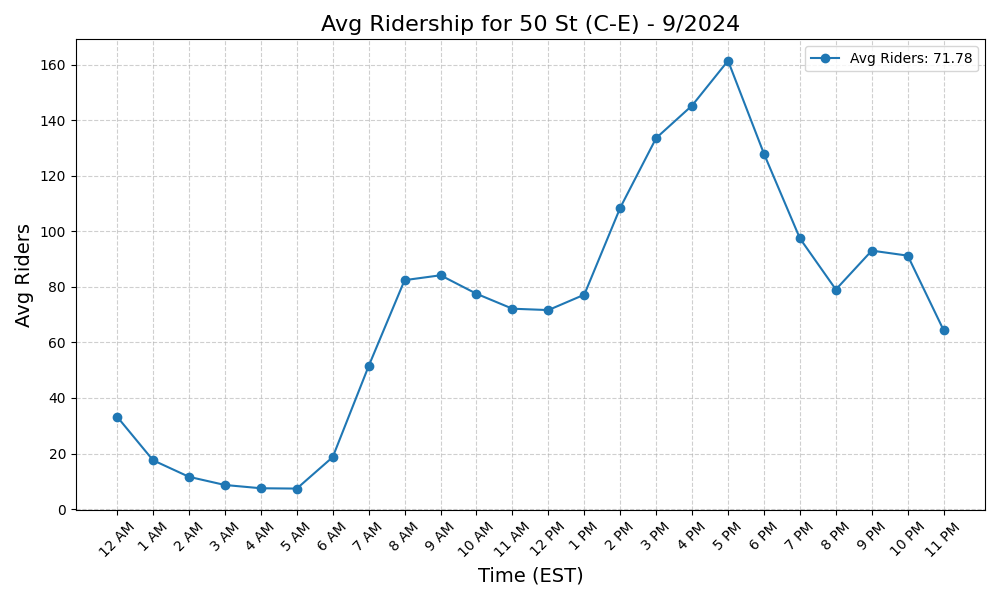 Avg Ridership for 50 St (C-E) - 9/2024
Avg Riders: 71.78
Avg Riders
160
140
120
100
80
60
40
20
0
12 AM
1 AM
2 AM
3 AM
4 AM
5 AM
6 AM
7 AM
8 AM
9 AM
10 AM
11 AM
12 PM
1 PM
2 PM
3 PM
4 PM
5 PM
6 PM
7 PM
8 PM
9 PM
10 PM
11 PM
Time (EST)